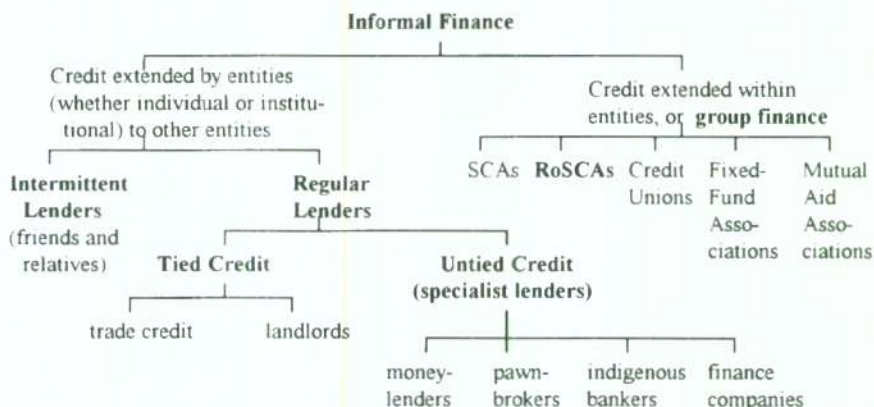 Informal Finance
Credit extended by entities
(whether individual or institu-
tional) to other entities
Credit extended within
entities, or group finance
Intermittent
Lenders
(friends and
relatives)
Regular
Lenders
SCAs
RoSCAs
Credit
Unions
Fixed-
Fund
Asso-
ciations
Mutual
Aid
Asso-
ciations
Tied Credit
Untied Credit
(specialist lenders)
trade credit
landlords
money-
lenders
pawn-
brokers
indigenous
bankers
finance
companies